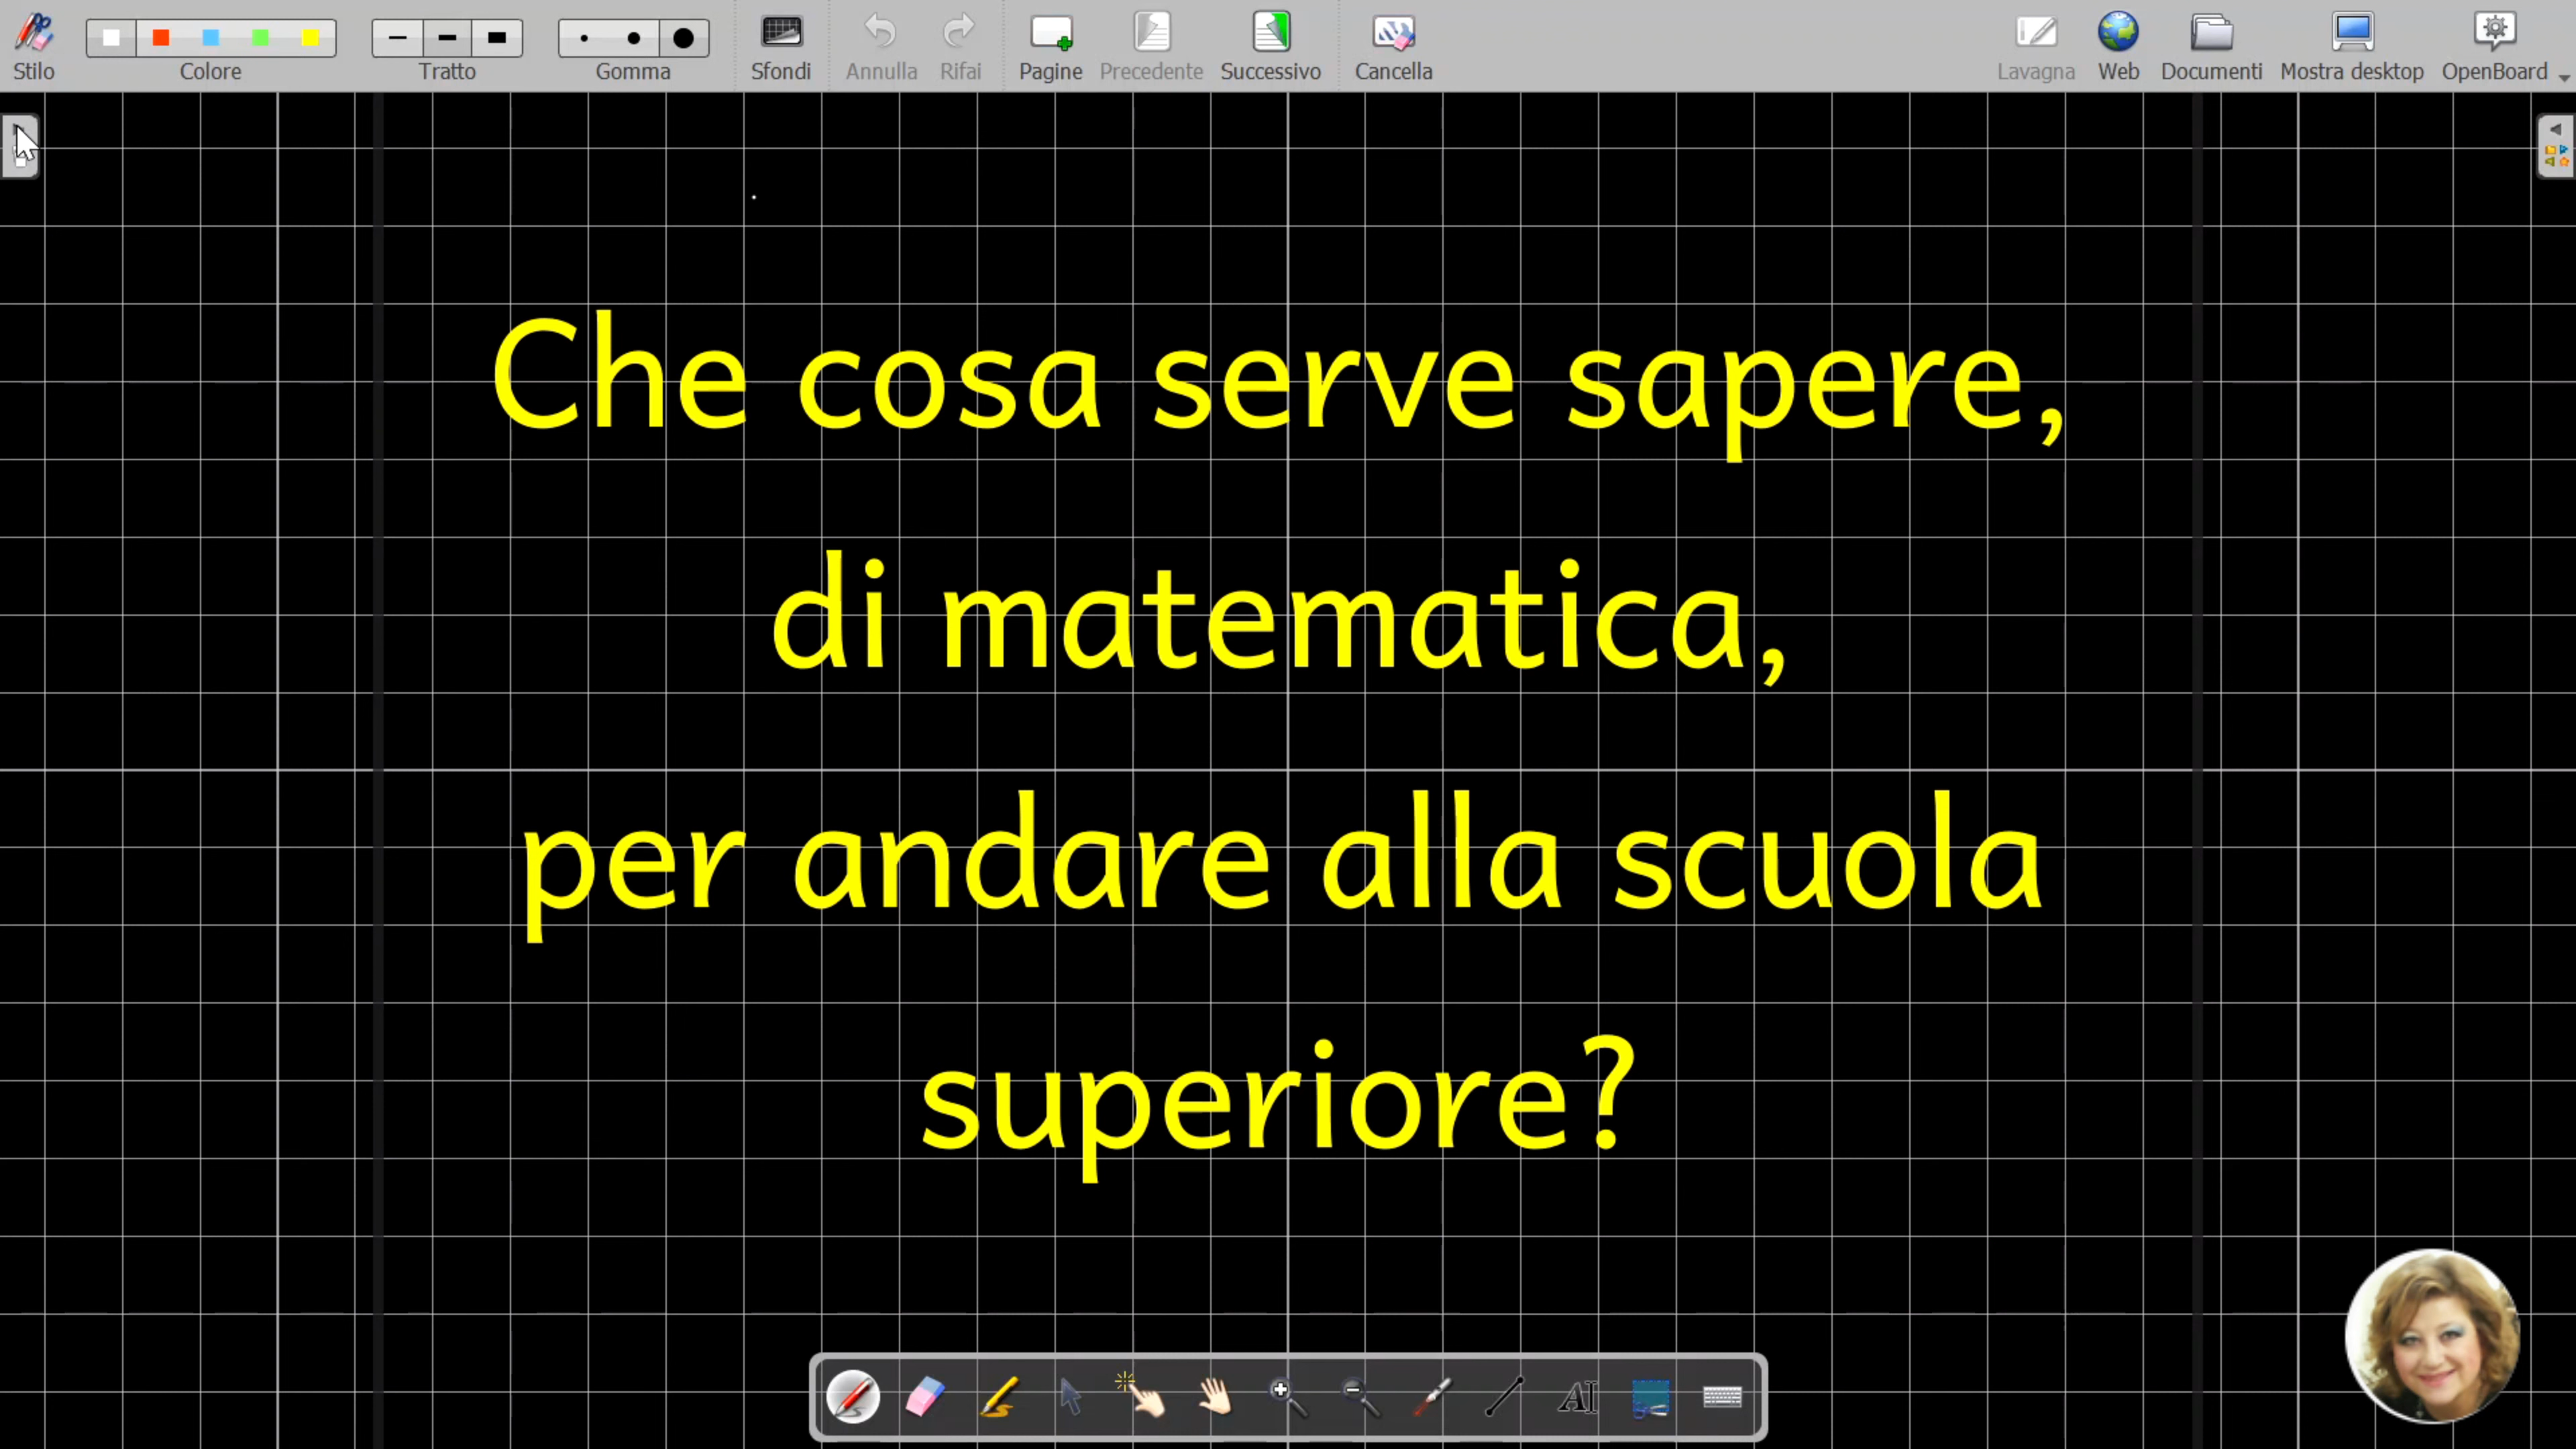 Stilo
Colore
Tratto
Gomma
Sfondi
Annulla
Rifai
Pagine
Precedente
Successivo
Cancella
Lavagna
Web
Documenti
Mostra desktop
OpenBoard
Che cosa serve sapere,
di matematica,
per andare alla scuola
superiore?
AI